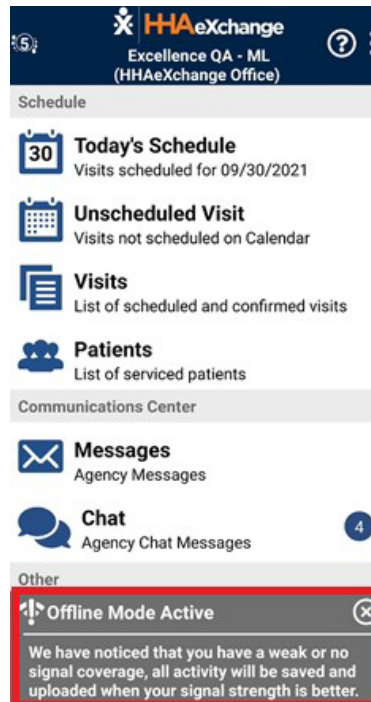 HHAeXchange
5
?
Excellence QA - ML
(HHAeXchange Office)
Schedule
30
Today's Schedule
Visits scheduled for 09/30/2021
Unscheduled Visit
Visits not scheduled on Calendar
Visits
List of scheduled and confirmed visits
Patients
List of serviced patients
Communications Center
Messages
Agency Messages
Chat
4
Agency Chat Messages
Other
Offline Mode Active
We have noticed that you have a weak or no
signal coverage, all activity will be saved and
uploaded when your signal strength is better.